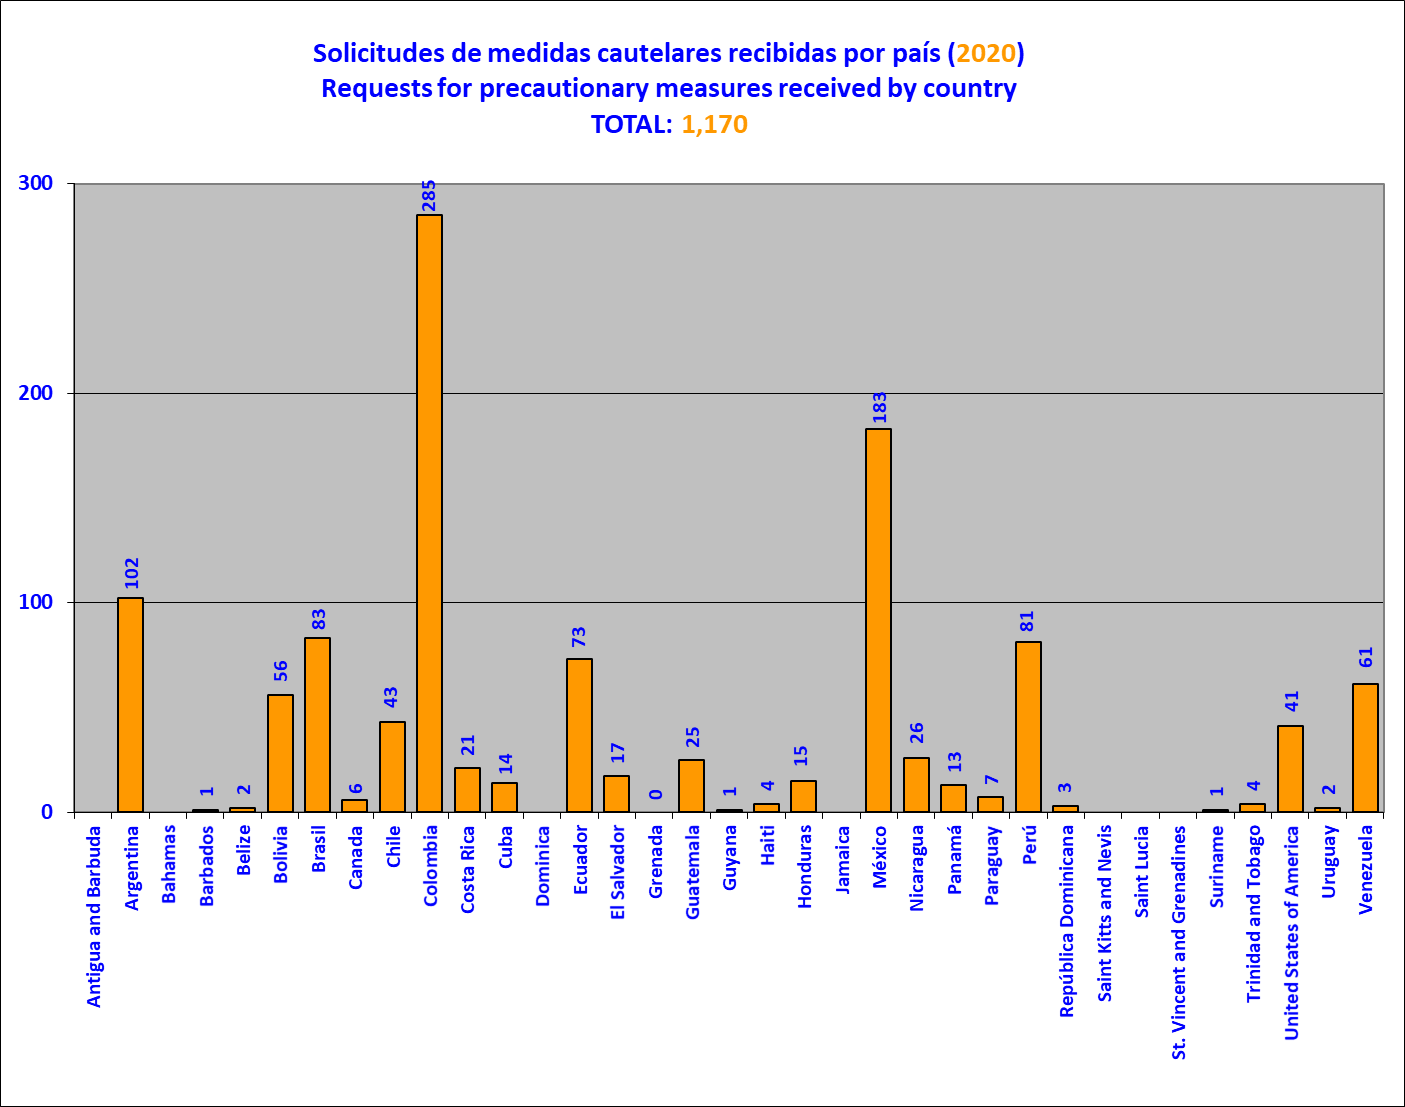 Solicitudes de medidas cautelares recibidas por país (2020)
Requests for precautionary measures received by country
TOTAL: 1,170
300
200
100
0
102
1
2
56
83
6
43
285
21
14
73
17
0
25
1
4
15
183
26
13
7
81
3
1
4
41
2
61
Antigua and Barbuda
Argentina
Bahamas
Barbados
Belize
Bolivia
Brasil
Canada
Chile
Colombia
Costa Rica
Cuba
Dominica
Ecuador
El Salvador
Grenada
Guatemala
Guyana
Haiti
Honduras
Jamaica
México
Nicaragua
Panamá
Paraguay
Perú
República Dominicana
Saint Kitts and Nevis
Saint Lucia
St. Vincent and Grenadines
Suriname
Trinidad and Tobago
United States of America
Uruguay
Venezuela